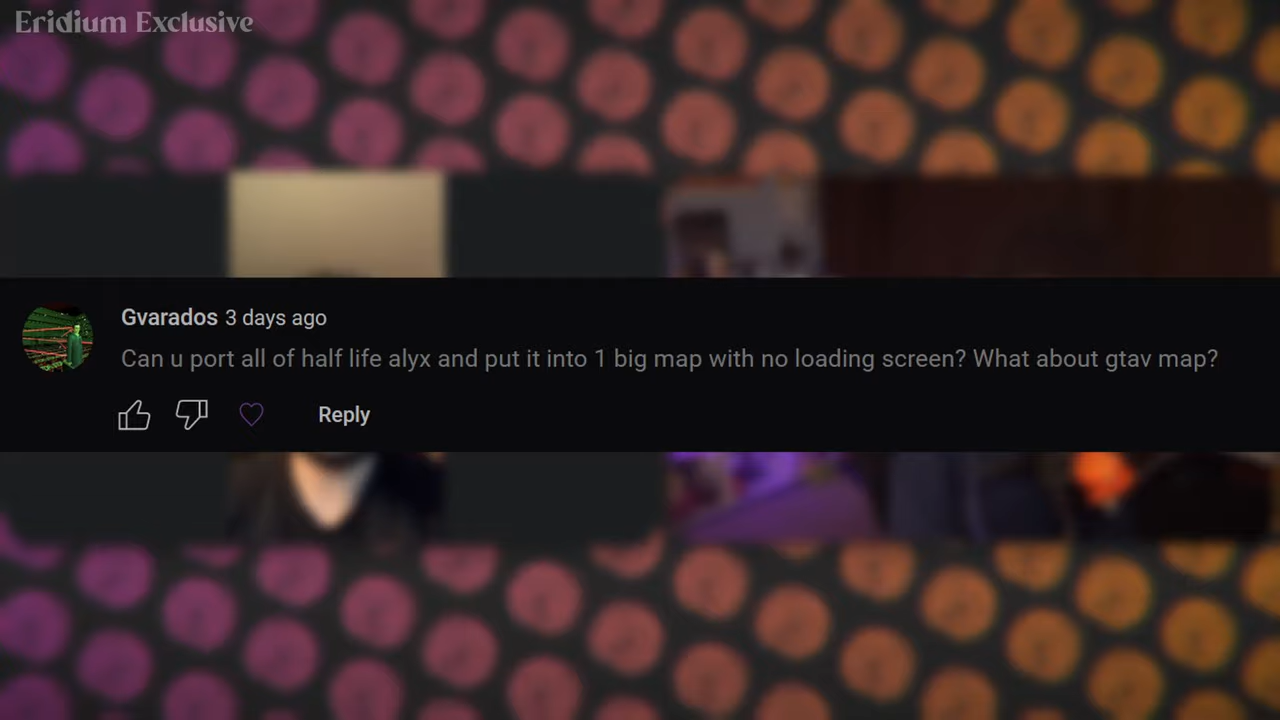 Eridium Exclusive
Gvarados 3 days ago
Can u port all of half life alyx and put it into 1 big map with no loading screen? What about gtav map?
Reply